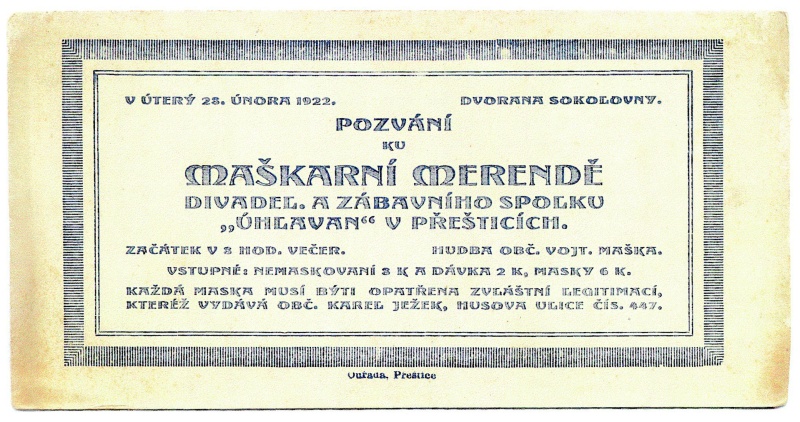 V ÚTERÝ 28. ÚNORA 1922. DVORANA SOKOLOVNY.
POZVÁNÍ
KU
MAŠKARNÍ MERENDĚ
DIVADEL. A ZÁBAVNÍHO SPOLKU
„ÚHLAVAN“ V PŘEŠTICÍCH.
ZAČÁTEK V 8 HOD. VEČER. HUDBA OBČ. VOJT. MAŠKA.
VSTUPNÉ: NEMASKOVANÍ 8 K A DÁVKA 2 K, MASKY 6 K.
KAŽDÁ MASKA MUSÍ BÝTI OPATŘENA ZVLÁŠTNÍ LEGITIMACÍ,
KTERÉŽ VYDÁVÁ OBČ. KAREL JEŽEK, HUSOVA ULICE ČÍS. 447.
Ouřada, Přeštice